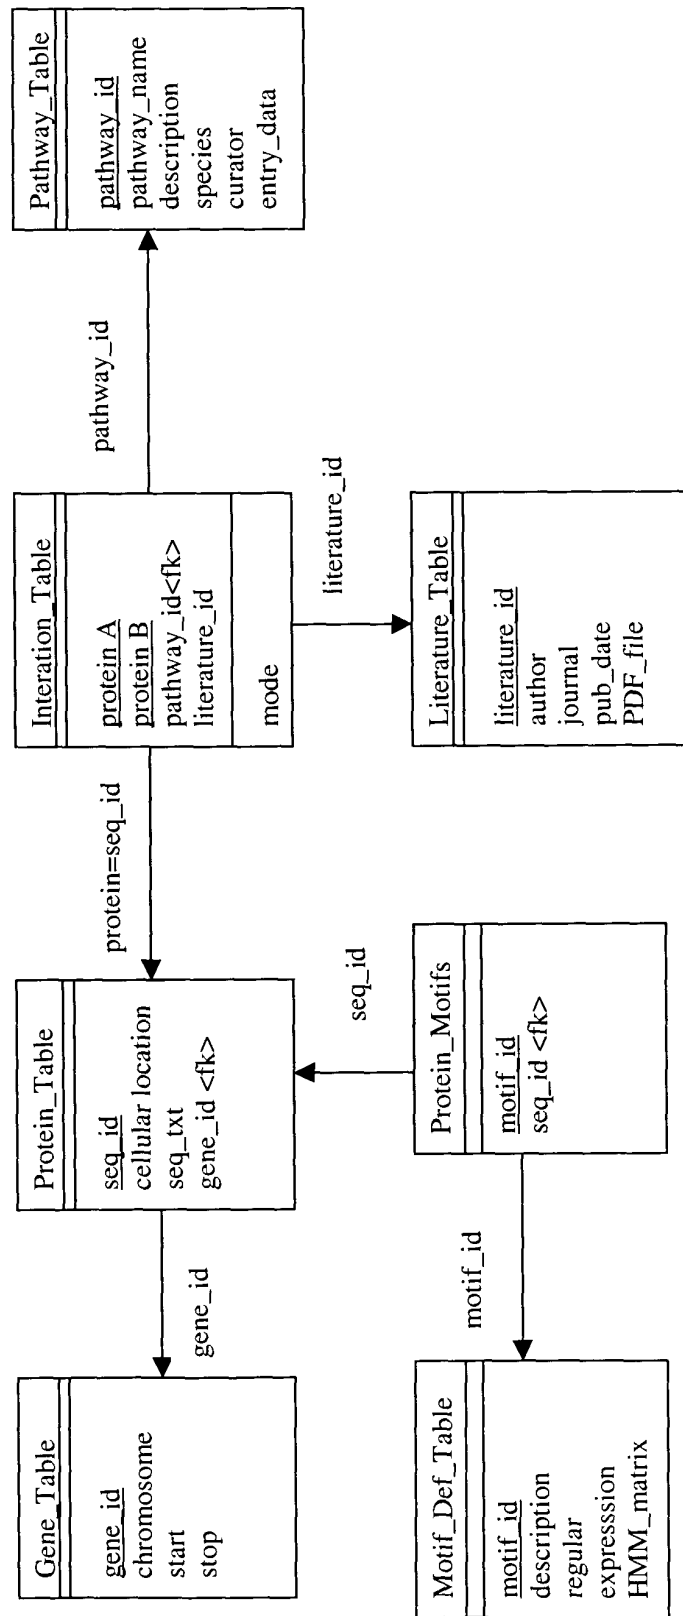 Gene_Table
gene_id
chromosome
start
stop
gene_id
Protein_Table
seq_id
cellular location
seq_txt
gene_id <fk>
protein=seq_id
Interation_Table
protein A
protein B
pathway_id<fk>
literature_id
mode
pathway_id
Pathway_Table
pathway_id
pathway_name
description
species
curator
entry_data
Motif_Def_Table
motif_id
description
regular
expresssion
HMM_matrix
motif_id
Protein_Motifs
motif_id
seq_id <fk>
seq_id
Literature_Table
literature_id
author
journal
pub_date
PDF_file
literature_id